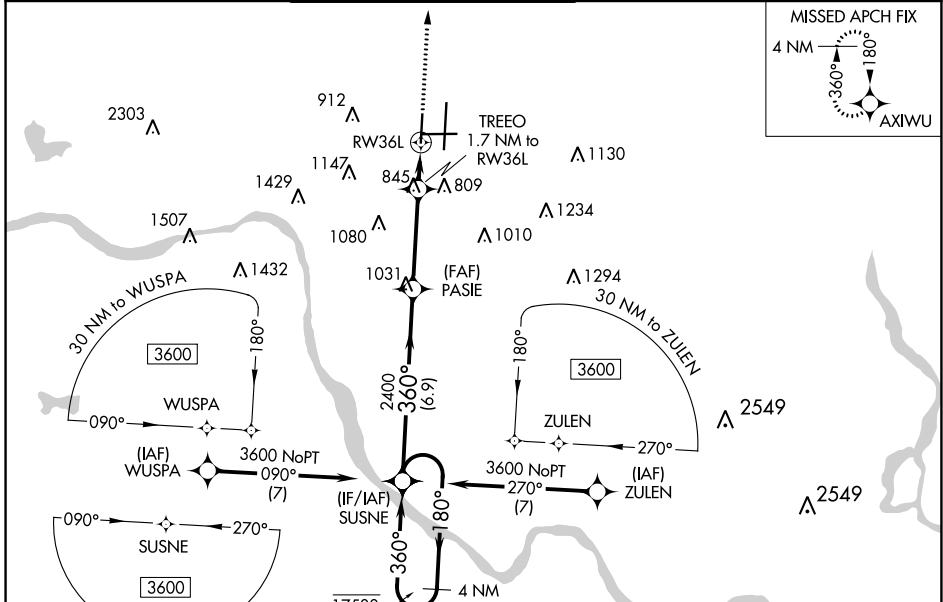 MISSED APCH FIX
4 NM
180°
360°
AXIWU
2303
912
RW36L
TREEO
1.7 NM to
RW36L
1130
1147
845
809
1429
1234
1507
1080
1010
1432
1031
(FAF)
PASIE
1294
30 NM to WUSPA
180°
3600
090°
WUSPA
30 NM to ZULEN
180°
3600
ZULEN
270°
2400
360°
(6.9)
2549
(IAF)
WUSPA
3600 NoPT
090°
(7)
(IF/IAF)
SUSNE
3600 NoPT
270°
(7)
(IAF)
ZULEN
2549
090°
270°
SUSNE
3600
360°
180°
4 NM